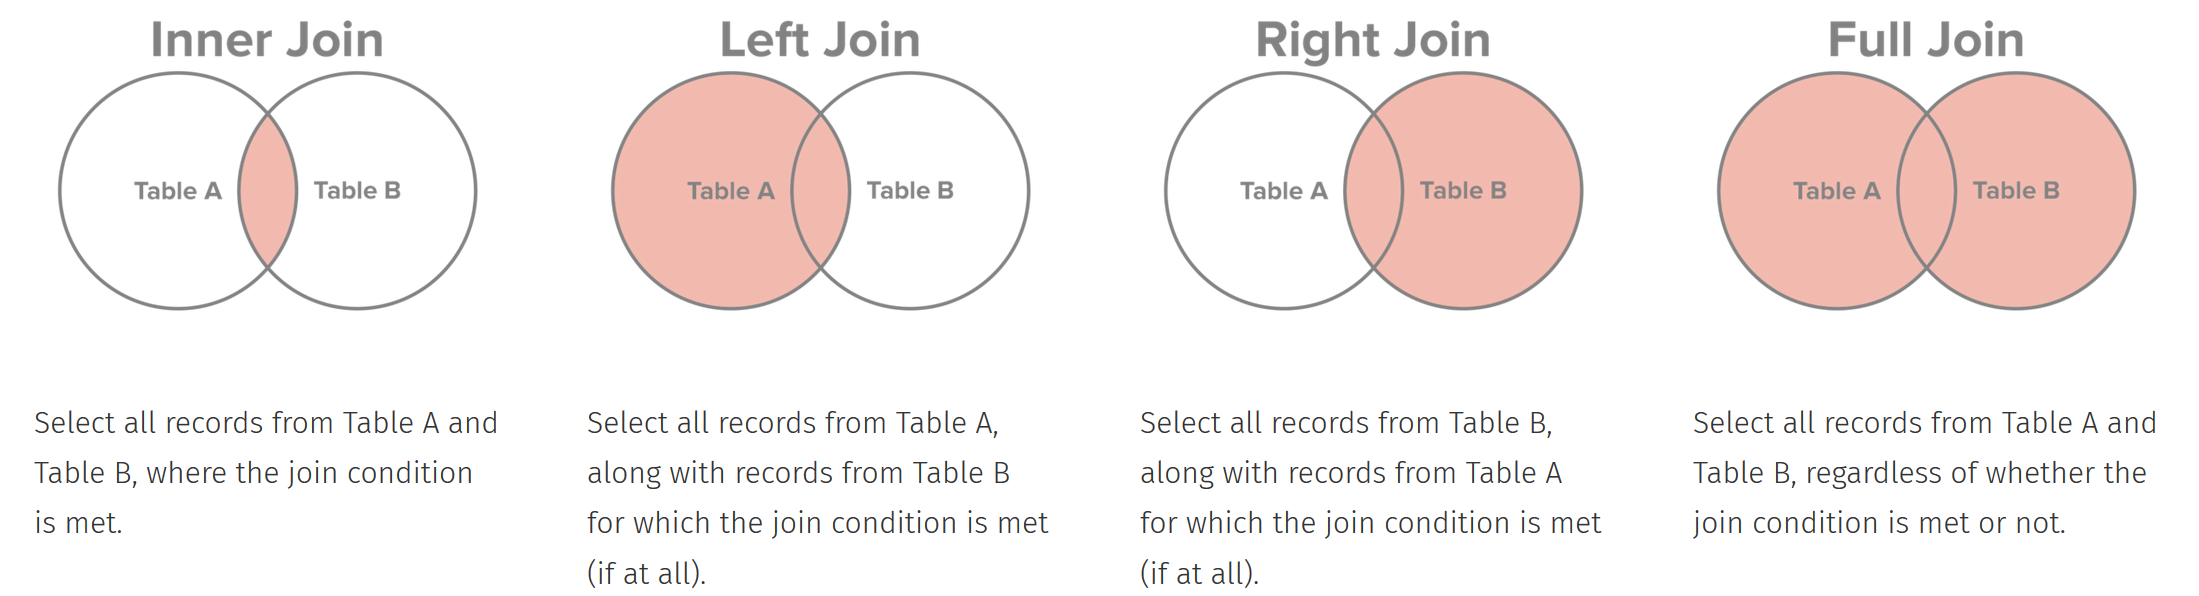 Inner Join
Table A
Table B
Select all records from Table A and
Table B, where the join condition
is met.
Left Join
Table A
Table B
Select all records from Table A,
along with records from Table B
for which the join condition is met
(if at all).
Right Join
Table A
Table B
Select all records from Table B,
along with records from Table A
for which the join condition is met
(if at all).
Full Join
Table A
Table B
Select all records from Table A and
Table B, regardless of whether the
join condition is met or not.